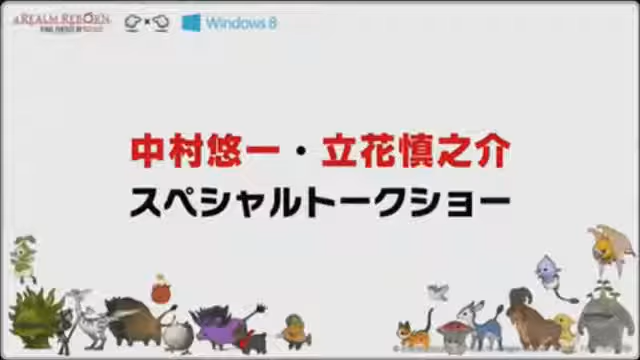 A REALM REBORN
FINAL FANTASY XIV
Windows 8
中村悠一・立花慎之介
スペシャルトークショー